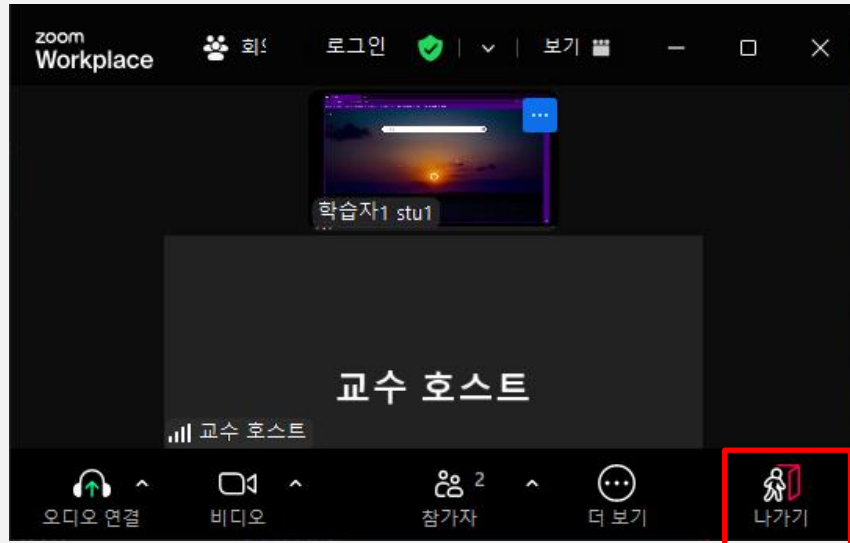 zoom
Workplace
회의
로그인
보기
학습자1 stu1
교수 호스트
교수 호스트
오디오 연결
비디오
참가자
2
더 보기
나가기